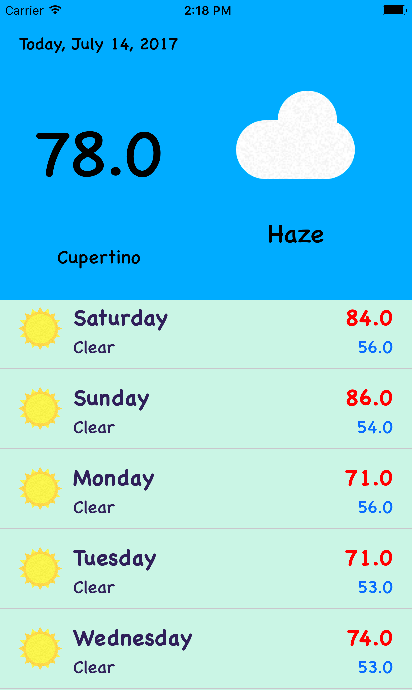 Carrier 2:18 PM
Today, July 14, 2017
78.0
Haze
Cupertino
Saturday 84.0
Clear 56.0
Sunday 86.0
Clear 54.0
Monday 71.0
Clear 56.0
Tuesday 71.0
Clear 53.0
Wednesday 74.0
Clear 53.0